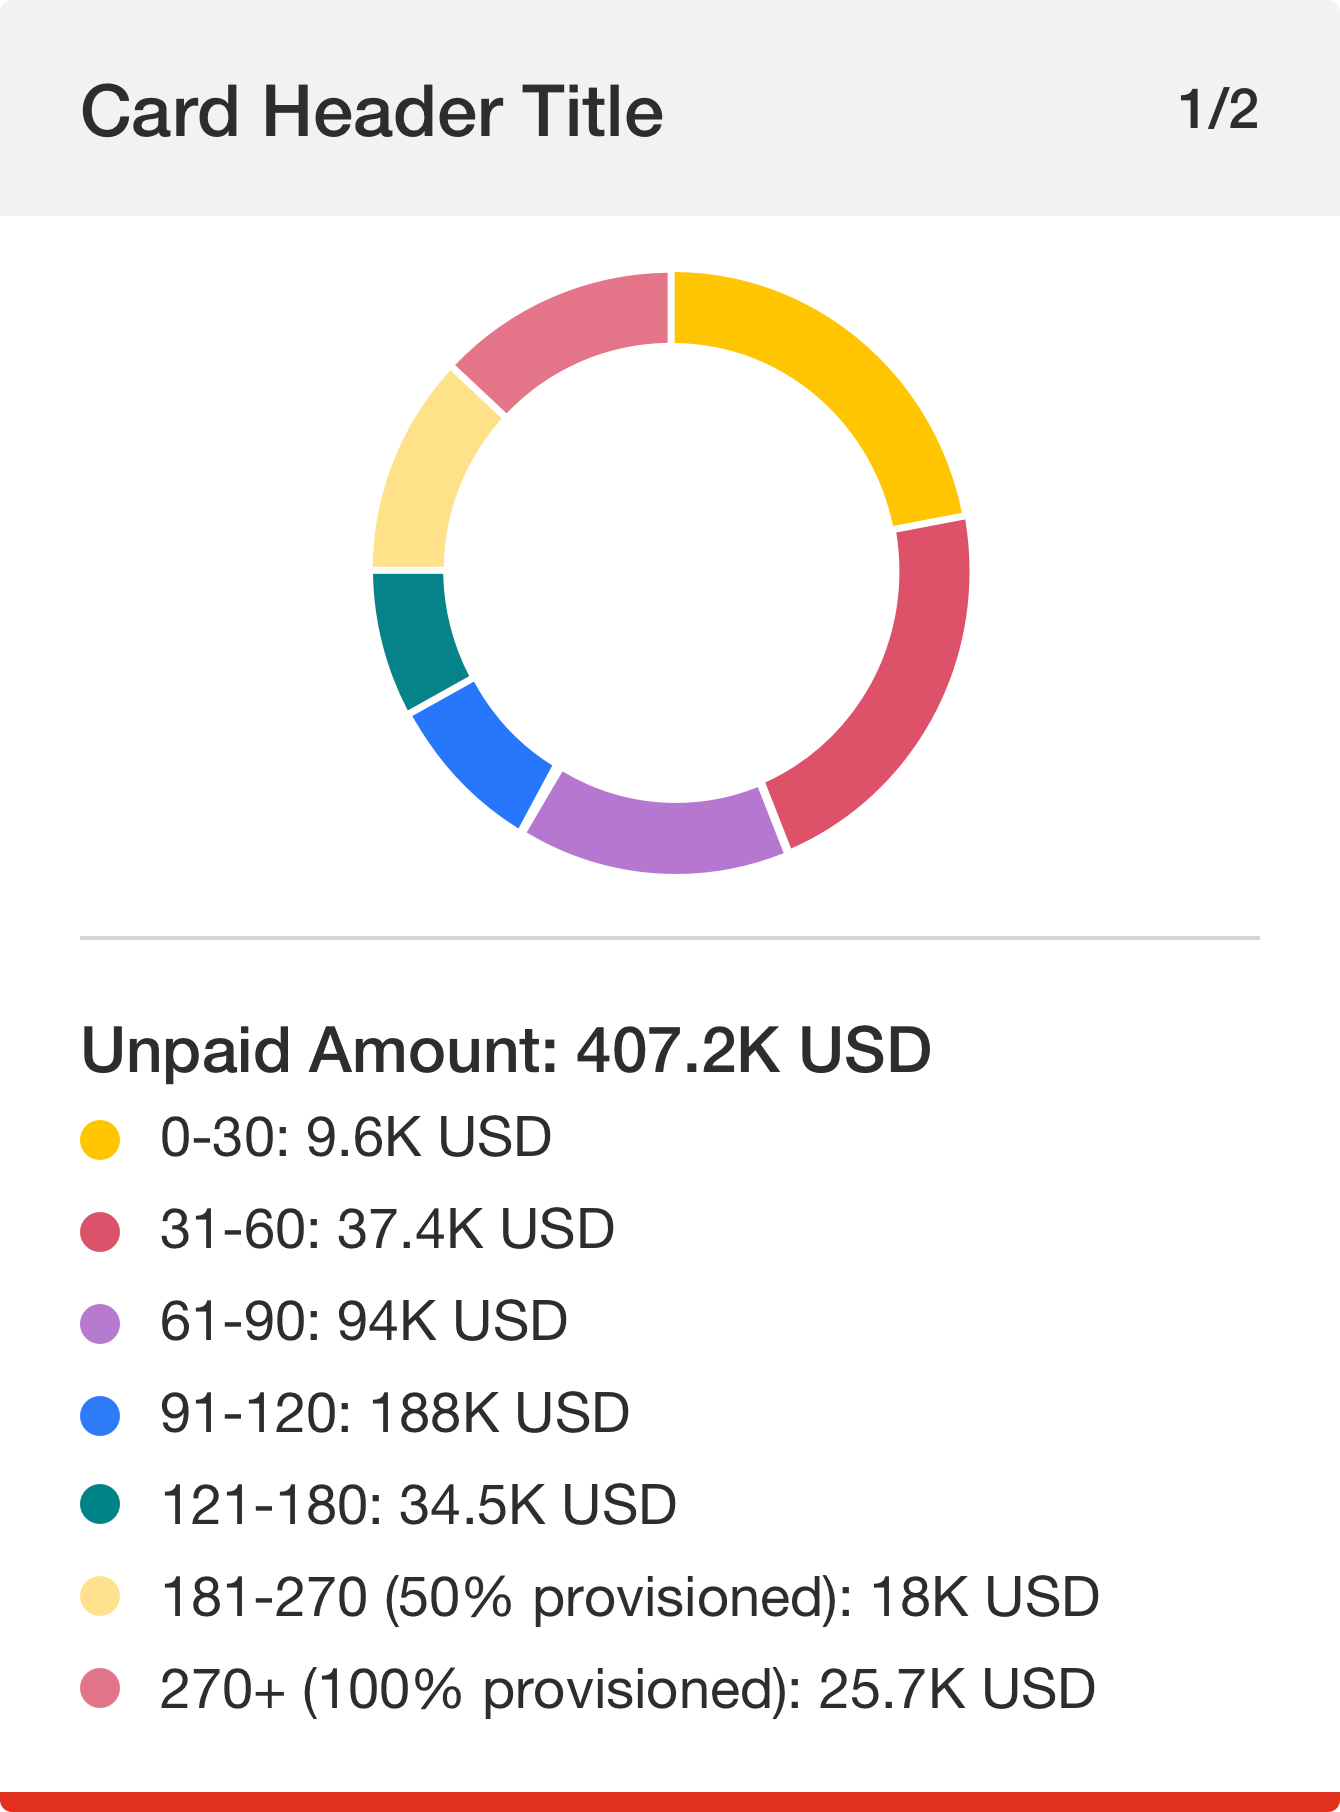 Card Header Title
1/2
Unpaid Amount: 407.2K USD
0-30: 9.6K USD
31-60: 37.4K USD
61-90: 94K USD
91-120: 188K USD
121-180: 34.5K USD
181-270 (50% provisioned): 18K USD
270+ (100% provisioned): 25.7K USD